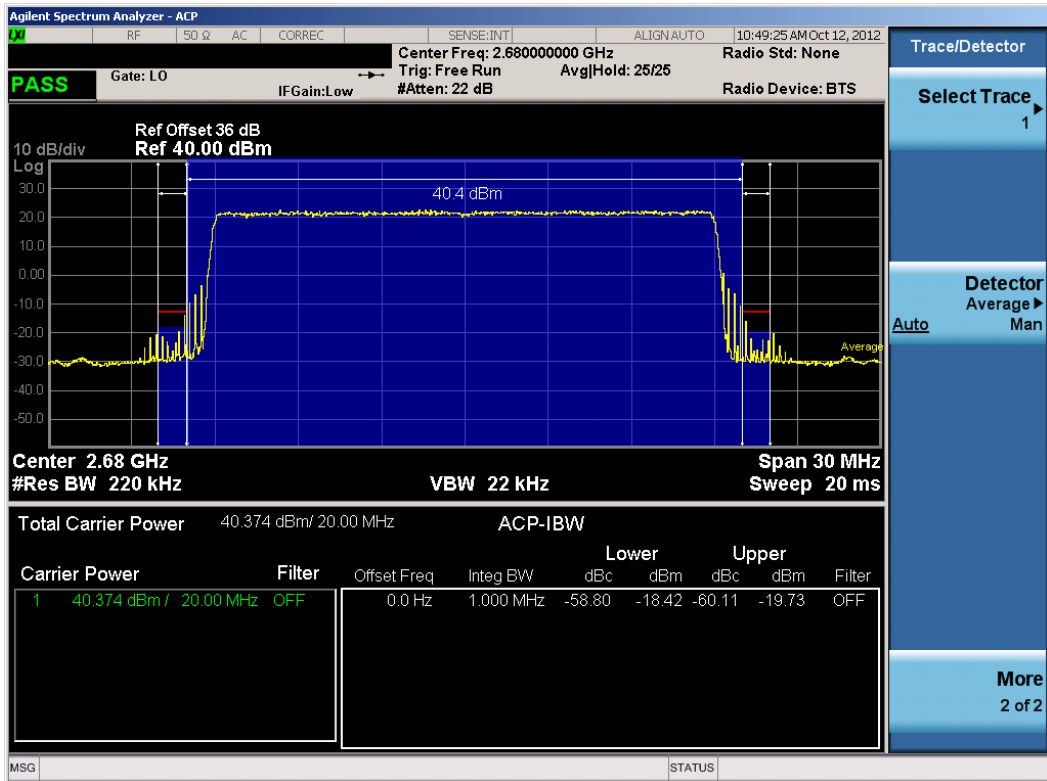 Agilent Spectrum Analyzer - ACP
LXI RF 50 Ω AC CORREC SENSE:INT ALIGN AUTO 10:49:25 AM Oct 12, 2012
Center Freq: 2.680000000 GHz Radio Std: None
PASS Gate: LO Trig: Free Run Avg|Hold: 25/25
IFGain:Low #Atten: 22 dB Radio Device: BTS
Ref Offset 36 dB
10 dB/div Ref 40.00 dBm
Log
30.0
40.4 dBm
20.0
10.0
0.00
-10.0
-20.0
Average
-30.0
-40.0
-50.0
Center 2.68 GHz Span 30 MHz
#Res BW 220 kHz VBW 22 kHz Sweep 20 ms
Total Carrier Power 40.374 dBm/ 20.00 MHz ACP-IBW
Lower Upper
Carrier Power Filter Offset Freq Integ BW dBc dBm dBc dBm Filter
1 40.374 dBm / 20.00 MHz OFF 0.0 Hz 1.000 MHz -58.80 -18.42 -60.11 -19.73 OFF
MSG STATUS
Trace/Detector
Select Trace
1
Detector
Average
Auto Man
More
2 of 2